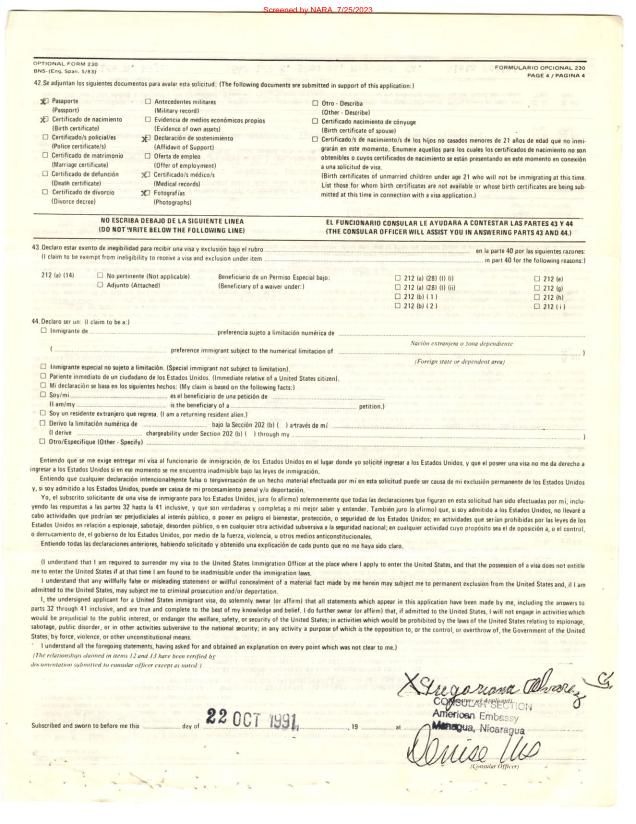 Screened by NARA, 7/25/2023
OPTIONAL FORM 230
BNS-(Eng. Span. 5/83)
FORMULARIO OPCIONAL 230
PAGE 4 / PAGINA 4
42. Se adjuntan los siguientes documentos para avalar esta solicitud: (The following documents are submitted in support of this application:)
X☐ Pasaporte
(Passport)
X☐ Certificado de nacimiento
(Birth certificate)
☐ Certificado/s policial/es
(Police certificate/s)
☐ Certificado de matrimonio
(Marriage certificate)
☐ Certificado de defunción
(Death certificate)
☐ Certificado de divorcio
(Divorce decree)
☐ Antecedentes militares
(Military record)
☐ Evidencia de medios económicos propios
(Evidence of own assets)
X☐ Declaración de sostenimiento
(Affidavit of Support)
☐ Oferta de empleo
(Offer of employment)
X☐ Certificado/s médico/s
(Medical records)
X☐ Fotografías
(Photographs)
☐ Otro - Describa
(Other - Describe)
☐ Certificado nacimiento de cónyuge
(Birth certificate of spouse)
☐ Certificado/s de nacimiento/s de los hijos no casados menores de 21 años de edad que no inmi-
grarán en este momento. Enumere aquellos para los cuales los certificados de nacimiento no son
obtenibles o cuyos certificados de nacimiento se están presentando en este momento en conexión
a una solicitud de visa.
(Birth certificates of unmarried children under age 21 who will not be immigrating at this time.
List those for whom birth certificates are not available or whose birth certificates are being sub-
mitted at this time in connection with a visa application.)
NO ESCRIBA DEBAJO DE LA SIGUIENTE LINEA
(DO NOT WRITE BELOW THE FOLLOWING LINE)
EL FUNCIONARIO CONSULAR LE AYUDARA A CONTESTAR LAS PARTES 43 Y 44
(THE CONSULAR OFFICER WILL ASSIST YOU IN ANSWERING PARTS 43 AND 44.)
43. Declaro estar exento de inegibilidad para recibir una visa y exclusión bajo el rubro en la parte 40 por las siguientes razones:
(I claim to be exempt from ineligibility to receive a visa and exclusion under item in part 40 for the following reasons:)
212 (a) (14) ☐ No pertinente (Not applicable) Beneficiario de un Permiso Especial bajo: ☐ 212 (a) (28) (I) (i) ☐ 212 (e)
☐ Adjunto (Attached) (Beneficiary of a waiver under:) ☐ 212 (a) (28) (I) (ii) ☐ 212 (g)
☐ 212 (b) (1) ☐ 212 (h)
☐ 212 (b) (2) ☐ 212 (i)
44. Declaro ser un: (I claim to be a:)
☐ Inmigrante de preferencia sujeto a limitación numérica de
Nación extranjera o zona dependiente
( preference immigrant subject to the numerical limitation of )
(Foreign state or dependent area)
☐ Inmigrante especial no sujeto a limitación. (Special immigrant not subject to limitation).
☐ Pariente inmediato de un ciudadano de los Estados Unidos. (Immediate relative of a United States citizen).
☐ Mi declaración se basa en los siguientes hechos: (My claim is based on the following facts:)
☐ Soy/mi es el beneficiario de una petición de
(I am/my is the beneficiary of a petition.)
☐ Soy un residente extranjero que regresa. (I am a returning resident alien.)
☐ Derivo la limitación numérica de bajo la Sección 202 (b) ( ) a través de mi
(I derive chargeability under Section 202 (b) ( ) through my )
☐ Otro/Especifique (Other - Specify)
Entiendo que se me exige entregar mi visa al funcionario de inmigración de los Estados Unidos en el lugar donde yo solicité ingresar a los Estados Unidos, y que el poseer una visa no me da derecho a
ingresar a los Estados Unidos si en ese momento se me encuentra inadmisible bajo las leyes de inmigración.
Entiendo que cualquier declaración intencionalmente falsa o tergiversación de un hecho material efectuada por mí en esta solicitud puede ser causa de mi exclusión permanente de los Estados Unidos
y, si soy admitido a los Estados Unidos, puede ser causa de mi procesamiento penal y/o deportación.
Yo, el subscrito solicitante de una visa de inmigrante para los Estados Unidos, juro (o afirmo) solemnemente que todas las declaraciones que figuran en esta solicitud han sido efectuadas por mí, inclu-
yendo las respuestas a las partes 32 hasta la 41 inclusive, y que son verdaderas y completas a mi mejor saber y entender. También juro (o afirmo) que, si soy admitido a los Estados Unidos, no llevaré a
cabo actividades que podrían ser perjudiciales al interés público, o poner en peligro el bienestar, protección, o seguridad de los Estados Unidos; en actividades que serían prohibidas por las leyes de los
Estados Unidos en relación a espionaje, sabotaje, desorden público, o en cualquier otra actividad subversiva a la seguridad nacional; en cualquier actividad cuyo propósito sea el de oposición a, o el control,
o derrocamiento de, el gobierno de los Estados Unidos, por medio de la fuerza, violencia, u otros medios anticonstitucionales.
Entiendo todas las declaraciones anteriores, habiendo solicitado y obtenido una explicación de cada punto que no me haya sido claro.
(I understand that I am required to surrender my visa to the United States Immigration Officer at the place where I apply to enter the United States, and that the possession of a visa does not entitle
me to enter the United States if at that time I am found to be inadmissible under the immigration laws.
I understand that any willfully false or misleading statement or willful concealment of a material fact made by me herein may subject me to permanent exclusion from the United States and, if I am
admitted to the United States, may subject me to criminal prosecution and/or deportation.
I, the undersigned applicant for a United States immigrant visa, do solemnly swear (or affirm) that all statements which appear in this application have been made by me, including the answers to
parts 32 through 41 inclusive, and are true and complete to the best of my knowledge and belief. I do further swear (or affirm) that, if admitted to the United States, I will not engage in activities which
would be prejudicial to the public interest, or endanger the welfare, safety, or security of the United States; in activities which would be prohibited by the laws of the United States relating to espionage,
sabotage, public disorder, or in other activities subversive to the national security; in any activity a purpose of which is the opposition to, or the control, or overthrow of, the Government of the United
States, by force, violence, or other unconstitutional means.
I understand all the foregoing statements, having asked for and obtained an explanation on every point which was not clear to me.)
(The relationships claimed in items 12 and 13 have been verified by
documentation submitted to consular officer except as noted.)
X Gregoriana Alvarez
CONSULAR SECTION
American Embassy
Subscribed and sworn to before me this day of 22 OCT 1991, 19 at Managua, Nicaragua
Denise
(Consular Officer)